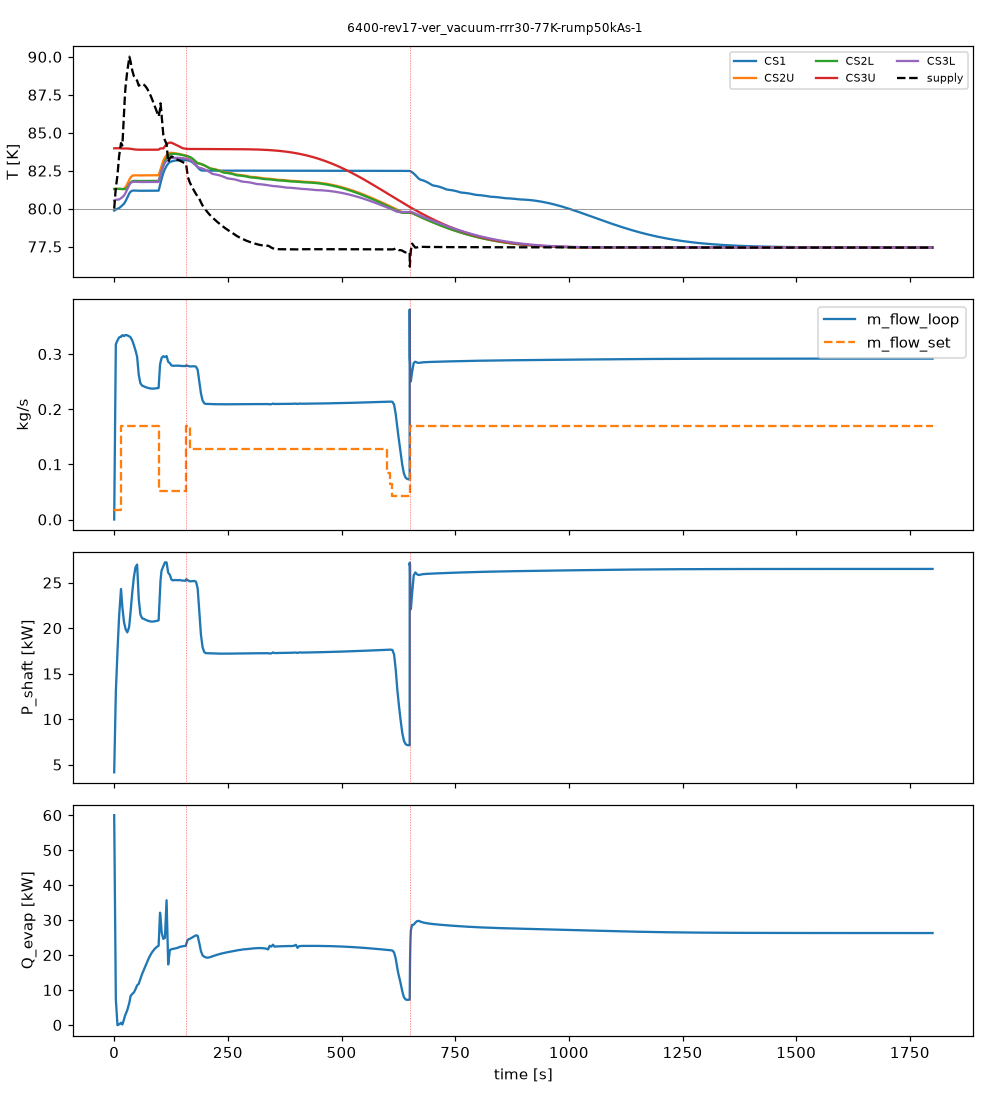 6400-rev17-ver_vacuum-rrr30-77K-rump50kAs-1
T [K]
90.0
87.5
85.0
82.5
80.0
77.5
CS1 CS2L CS3L
CS2U CS3U supply
kg/s
0.3
0.2
0.1
0.0
m_flow_loop
m_flow_set
P_shaft [kW]
25
20
15
10
5
Q_evap [kW]
60
50
40
30
20
10
0
0 250 500 750 1000 1250 1500 1750
time [s]